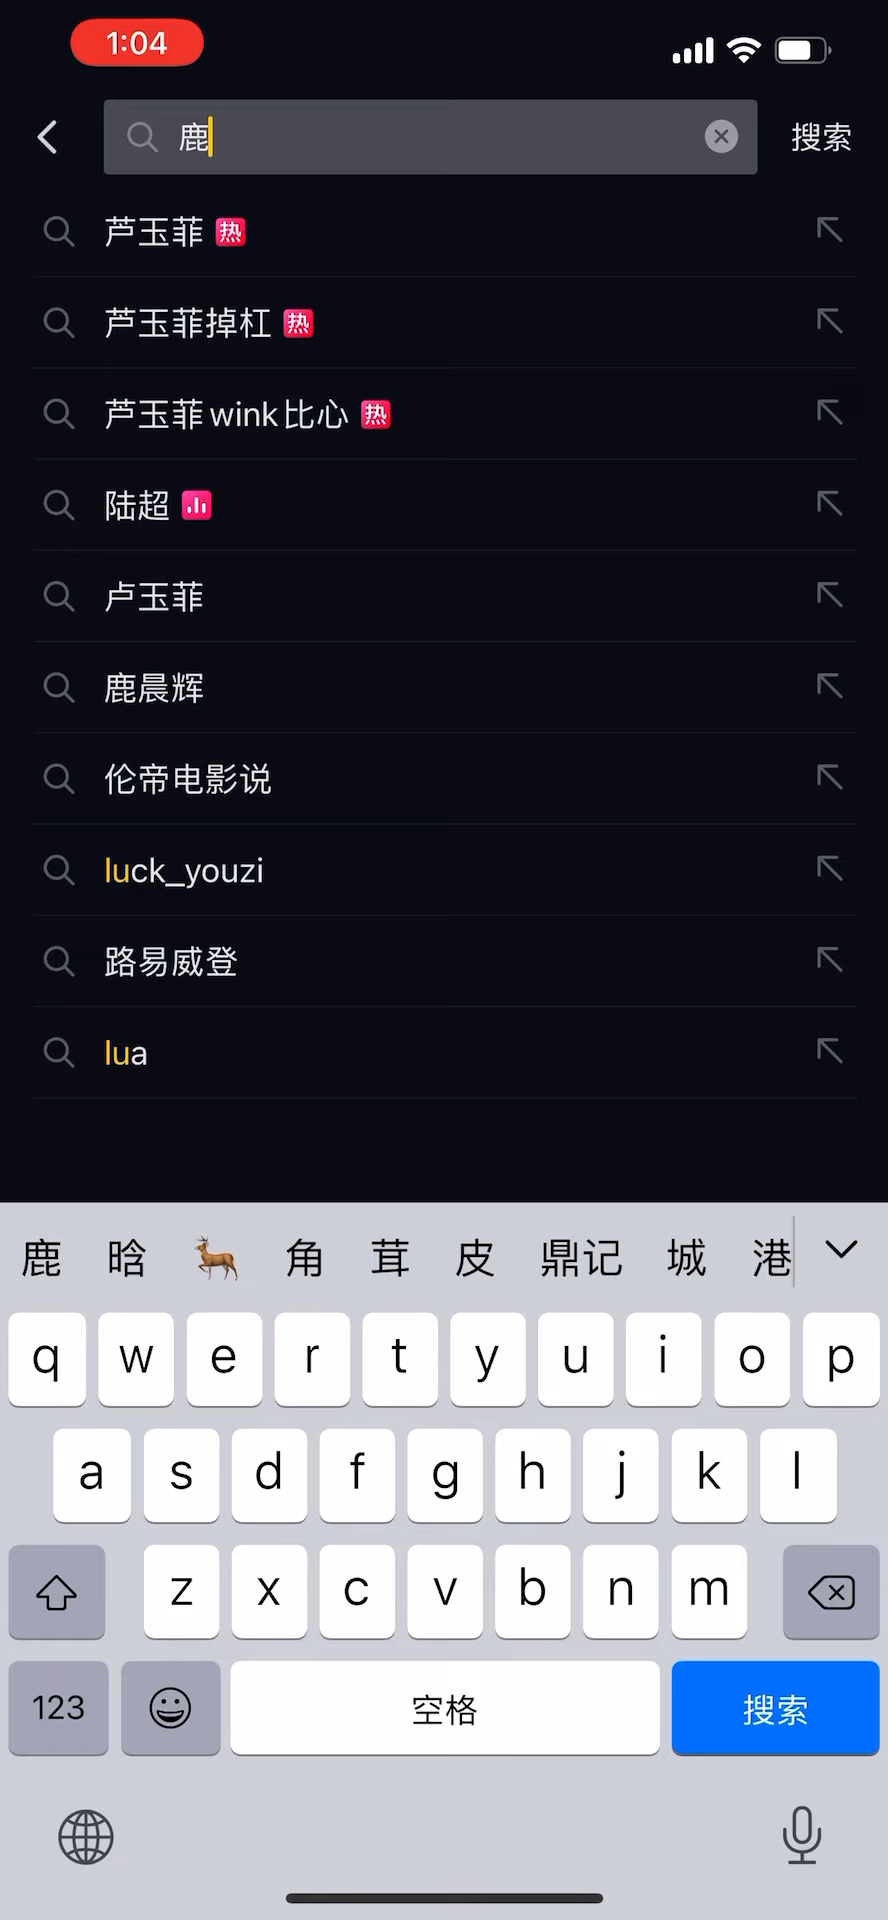 1:04
鹿
搜索
芦玉菲 热
芦玉菲掉杠 热
芦玉菲wink比心 热
陆超
卢玉菲
鹿晨辉
伦帝电影说
luck_youzi
路易威登
lua
鹿 晗 角 茸 皮 鼎记 城 港
q w e r t y u i o p
a s d f g h j k l
z x c v b n m
123 空格 搜索